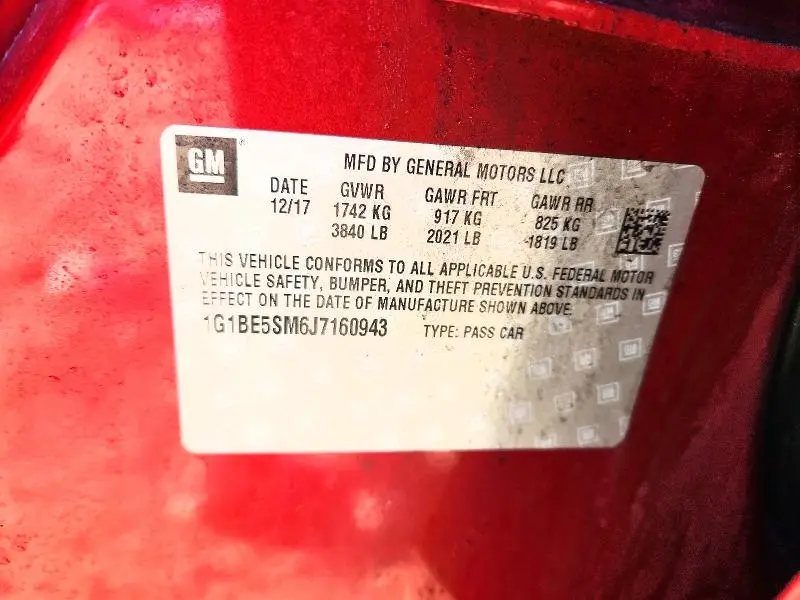 GM
MFD BY GENERAL MOTORS LLC
DATE GVWR GAWR FRT GAWR RR
12/17 1742 KG 917 KG 825 KG
3840 LB 2021 LB 1819 LB
THIS VEHICLE CONFORMS TO ALL APPLICABLE U.S. FEDERAL MOTOR
VEHICLE SAFETY, BUMPER, AND THEFT PREVENTION STANDARDS IN
EFFECT ON THE DATE OF MANUFACTURE SHOWN ABOVE.
1G1BE5SM6J7160943 TYPE: PASS CAR